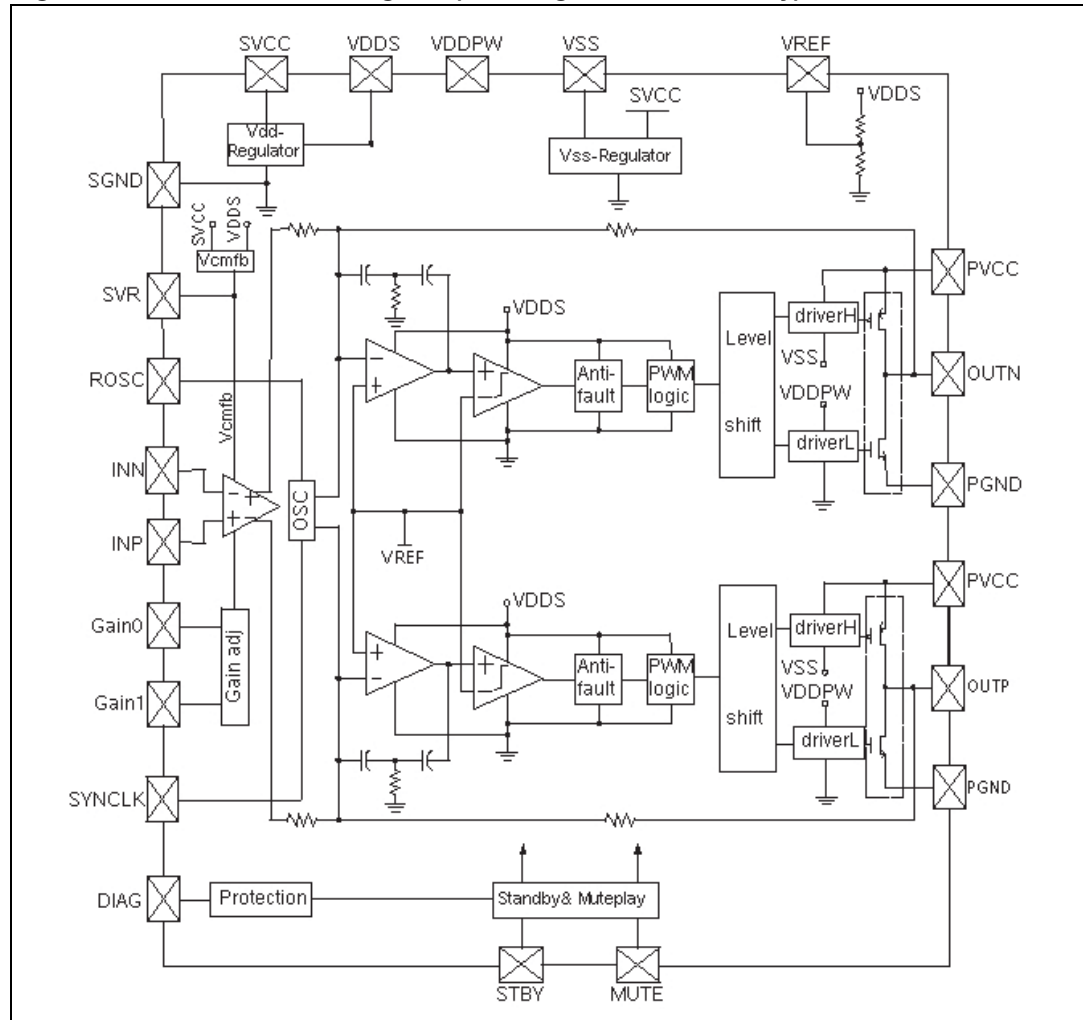 SVCC VDDS VDDPW VSS VREF
SVCC
VDDS
Vdd-
Regulator
Vss-Regulator
SGND
SVCC
VDDS
Vcmfb
SVR
PVCC
driverH
VDDS
Level
shift
VSS
ROSC
Anti-
fault
PWM
logic
OUTN
VDDPW
Vcmfb
driverL
INN
OSC
PGND
INP
VREF
PVCC
VDDS
Gain0
Level
shift
driverH
Gain adj
Anti-
fault
PWM
logic
VSS
VDDPW
OUTP
Gain1
driverL
SYNCLK
PGND
DIAG
Protection
Standby& Muteplay
STBY
MUTE